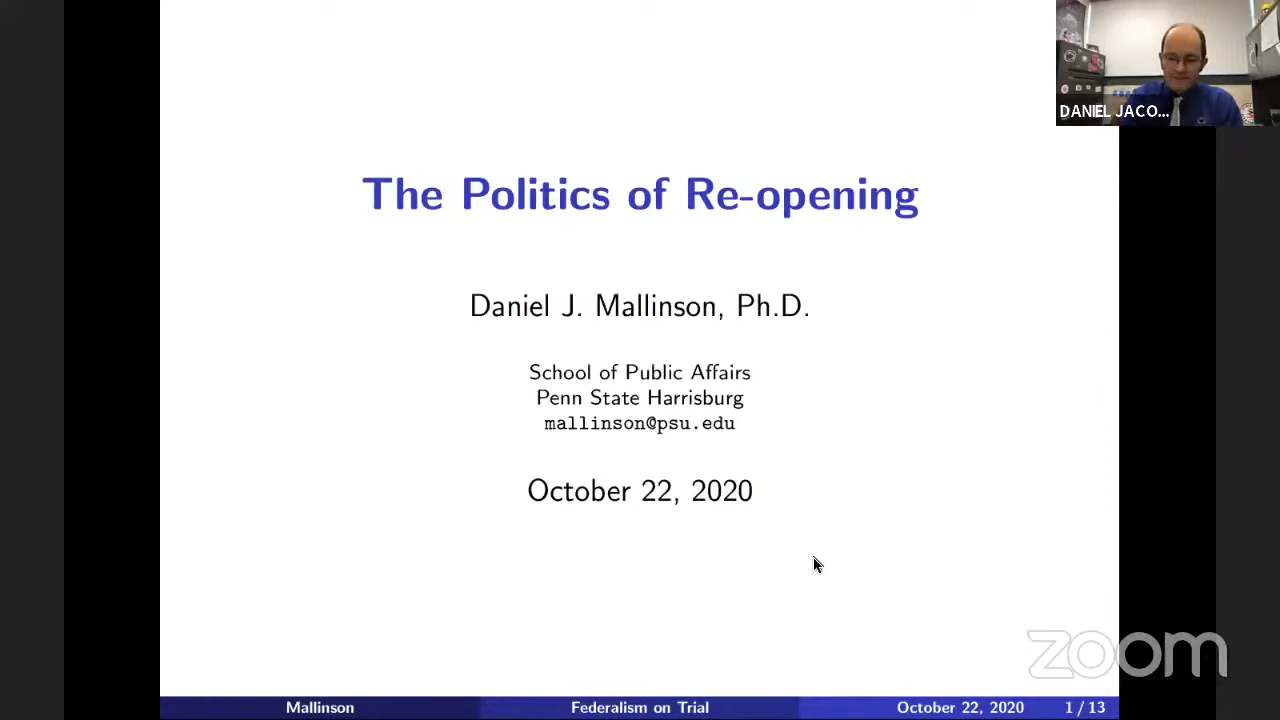 DANIEL JACO...
The Politics of Re-opening
Daniel J. Mallinson, Ph.D.
School of Public Affairs
Penn State Harrisburg
mallinson@psu.edu
October 22, 2020
zoom
Mallinson Federalism on Trial October 22, 2020 1 / 13